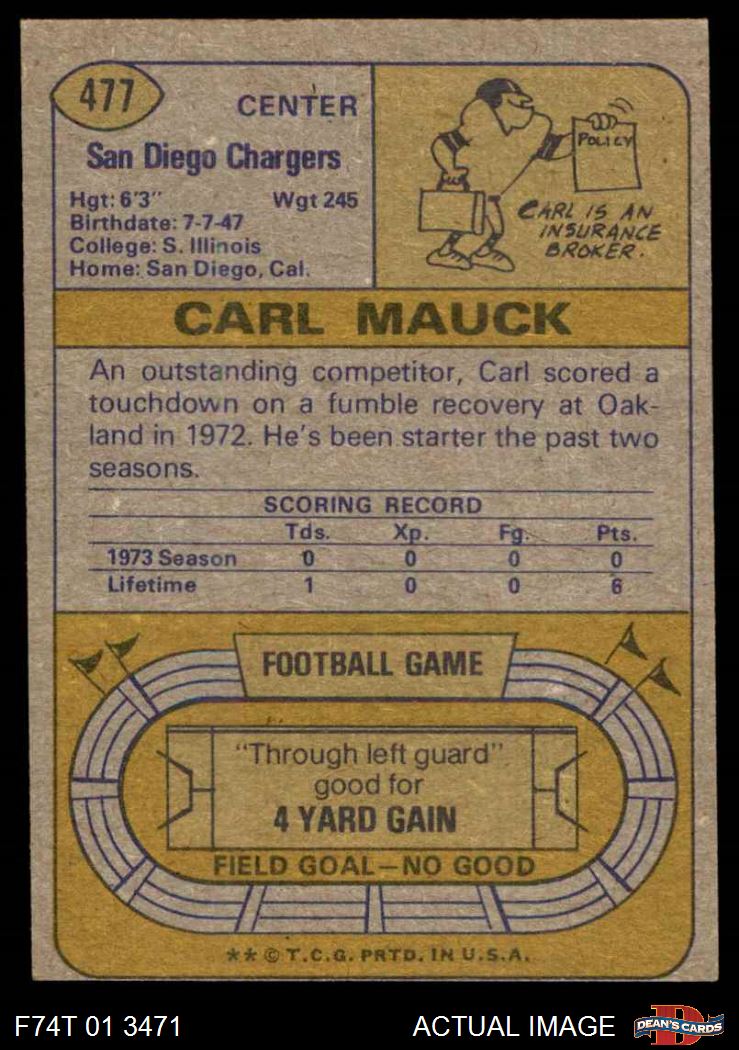 477
CENTER
San Diego Chargers
Hgt: 6'3" Wgt 245
Birthdate: 7-7-47
College: S. Illinois
Home: San Diego, Cal.
POLICY
CARL IS AN
INSURANCE
BROKER.
CARL MAUCK
An outstanding competitor, Carl scored a
touchdown on a fumble recovery at Oak-
land in 1972. He's been starter the past two
seasons.
SCORING RECORD
Tds. Xp. Fg. Pts.
1973 Season 0 0 0 0
Lifetime 1 0 0 6
FOOTBALL GAME
"Through left guard"
good for
4 YARD GAIN
FIELD GOAL—NO GOOD
** © T.C.G. PRTD. IN U.S.A.
F74T 01 3471 ACTUAL IMAGE
D
DEAN'S CARDS